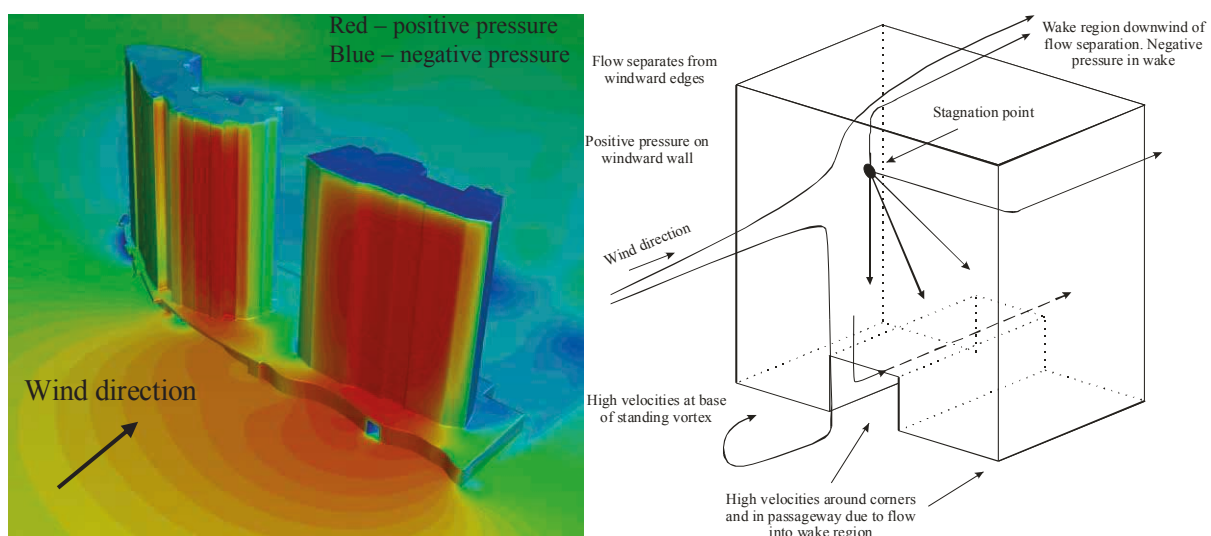 Red – positive pressure
Blue – negative pressure
Wind direction
Wake region downwind of
flow separation. Negative
pressure in wake
Flow separates from
windward edges
Stagnation point
Positive pressure on
windward wall
Wind direction
High velocities at base
of standing vortex
High velocities around corners
and in passageway due to flow
into wake region